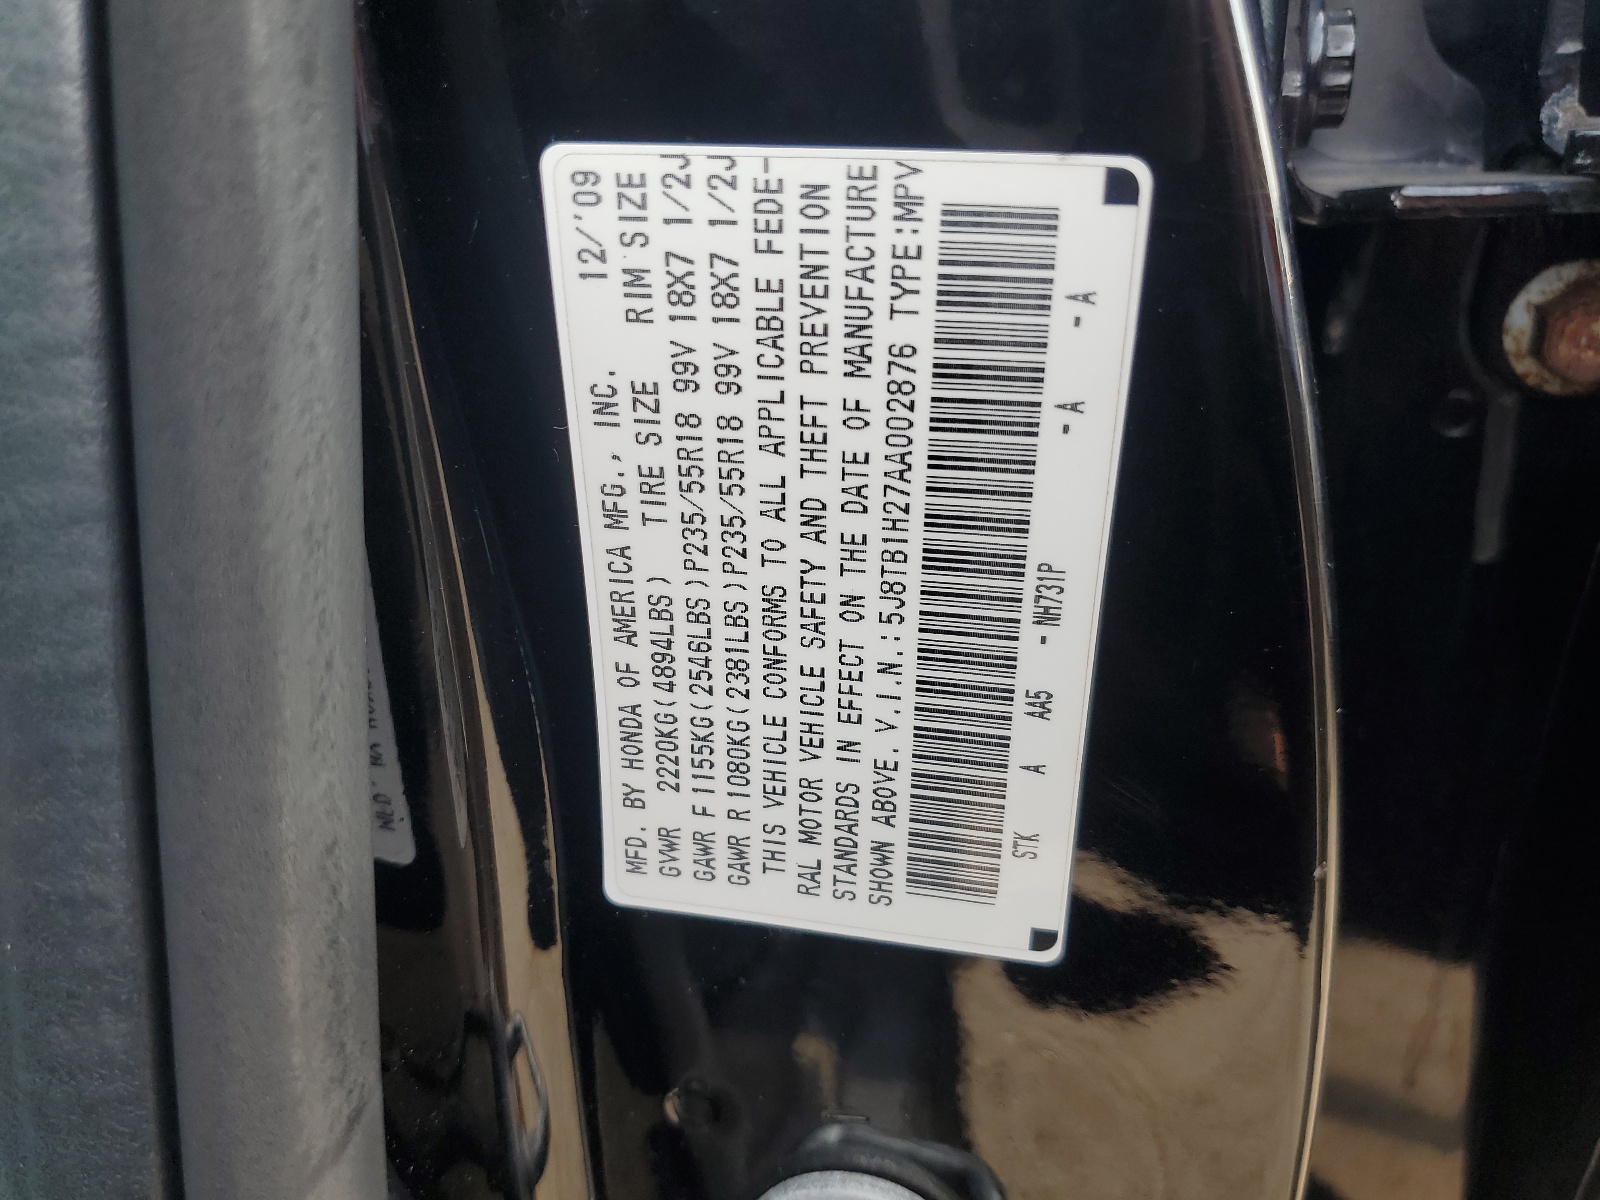 MFD. BY HONDA OF AMERICA MFG., INC. 12/'09
GVWR 2220KG(4894LBS) TIRE SIZE RIM SIZE
GAWR F 1155KG(2546LBS)P235/55R18 99V 18X7 1/2J
GAWR R 1080KG(2381LBS)P235/55R18 99V 18X7 1/2J
THIS VEHICLE CONFORMS TO ALL APPLICABLE FEDE-
RAL MOTOR VEHICLE SAFETY AND THEFT PREVENTION
STANDARDS IN EFFECT ON THE DATE OF MANUFACTURE
SHOWN ABOVE. V.I.N.:5J8TB1H27AA002876 TYPE:MPV
STK A AA5 - NH731P - A - A